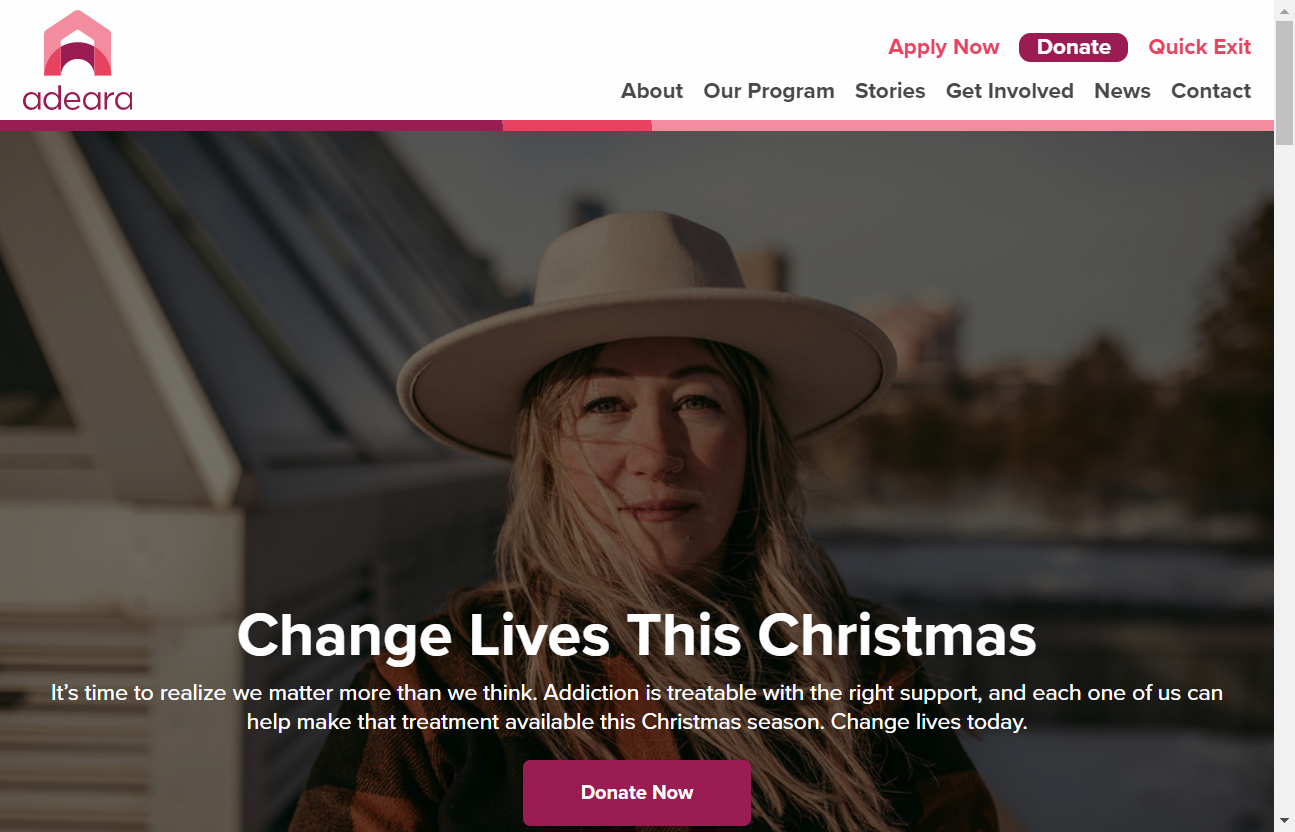 adeara
Apply Now Donate Quick Exit
About Our Program Stories Get Involved News Contact
Change Lives This Christmas
It’s time to realize we matter more than we think. Addiction is treatable with the right support, and each one of us can
help make that treatment available this Christmas season. Change lives today.
Donate Now